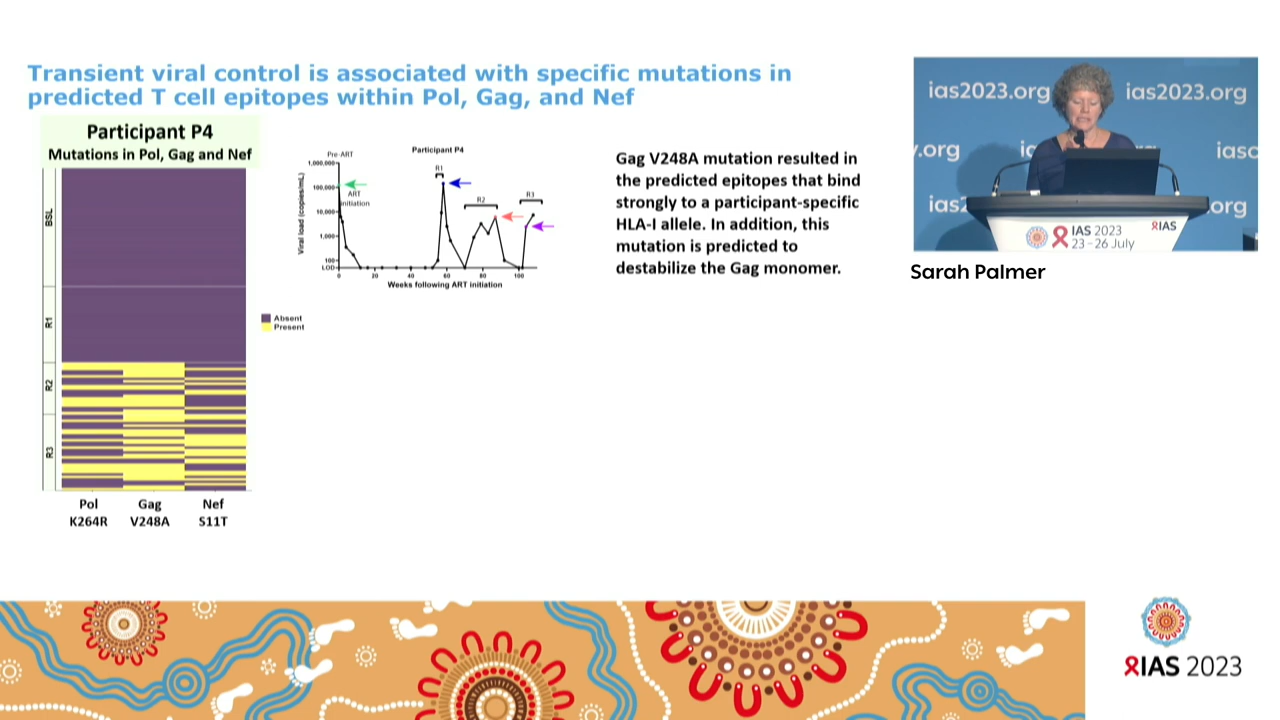 Transient viral control is associated with specific mutations in
predicted T cell epitopes within Pol, Gag, and Nef
Participant P4
Mutations in Pol, Gag and Nef
BSL
R1
R2
R3
Pol
K264R
Gag
V248A
Nef
S11T
Absent
Present
Participant P4
Pre-ART
ART
initiation
Viral load (copies/mL)
1,000,000
100,000
10,000
1,000
100
LOD
R1
R2
R3
0
20
40
60
80
100
Weeks following ART initiation
Gag V248A mutation resulted in
the predicted epitopes that bind
strongly to a participant-specific
HLA-I allele. In addition, this
mutation is predicted to
destabilize the Gag monomer.
ias2023.org
ias2023.org
.org
.org
IAS 2023
23-26 July
IAS
Sarah Palmer
IAS 2023